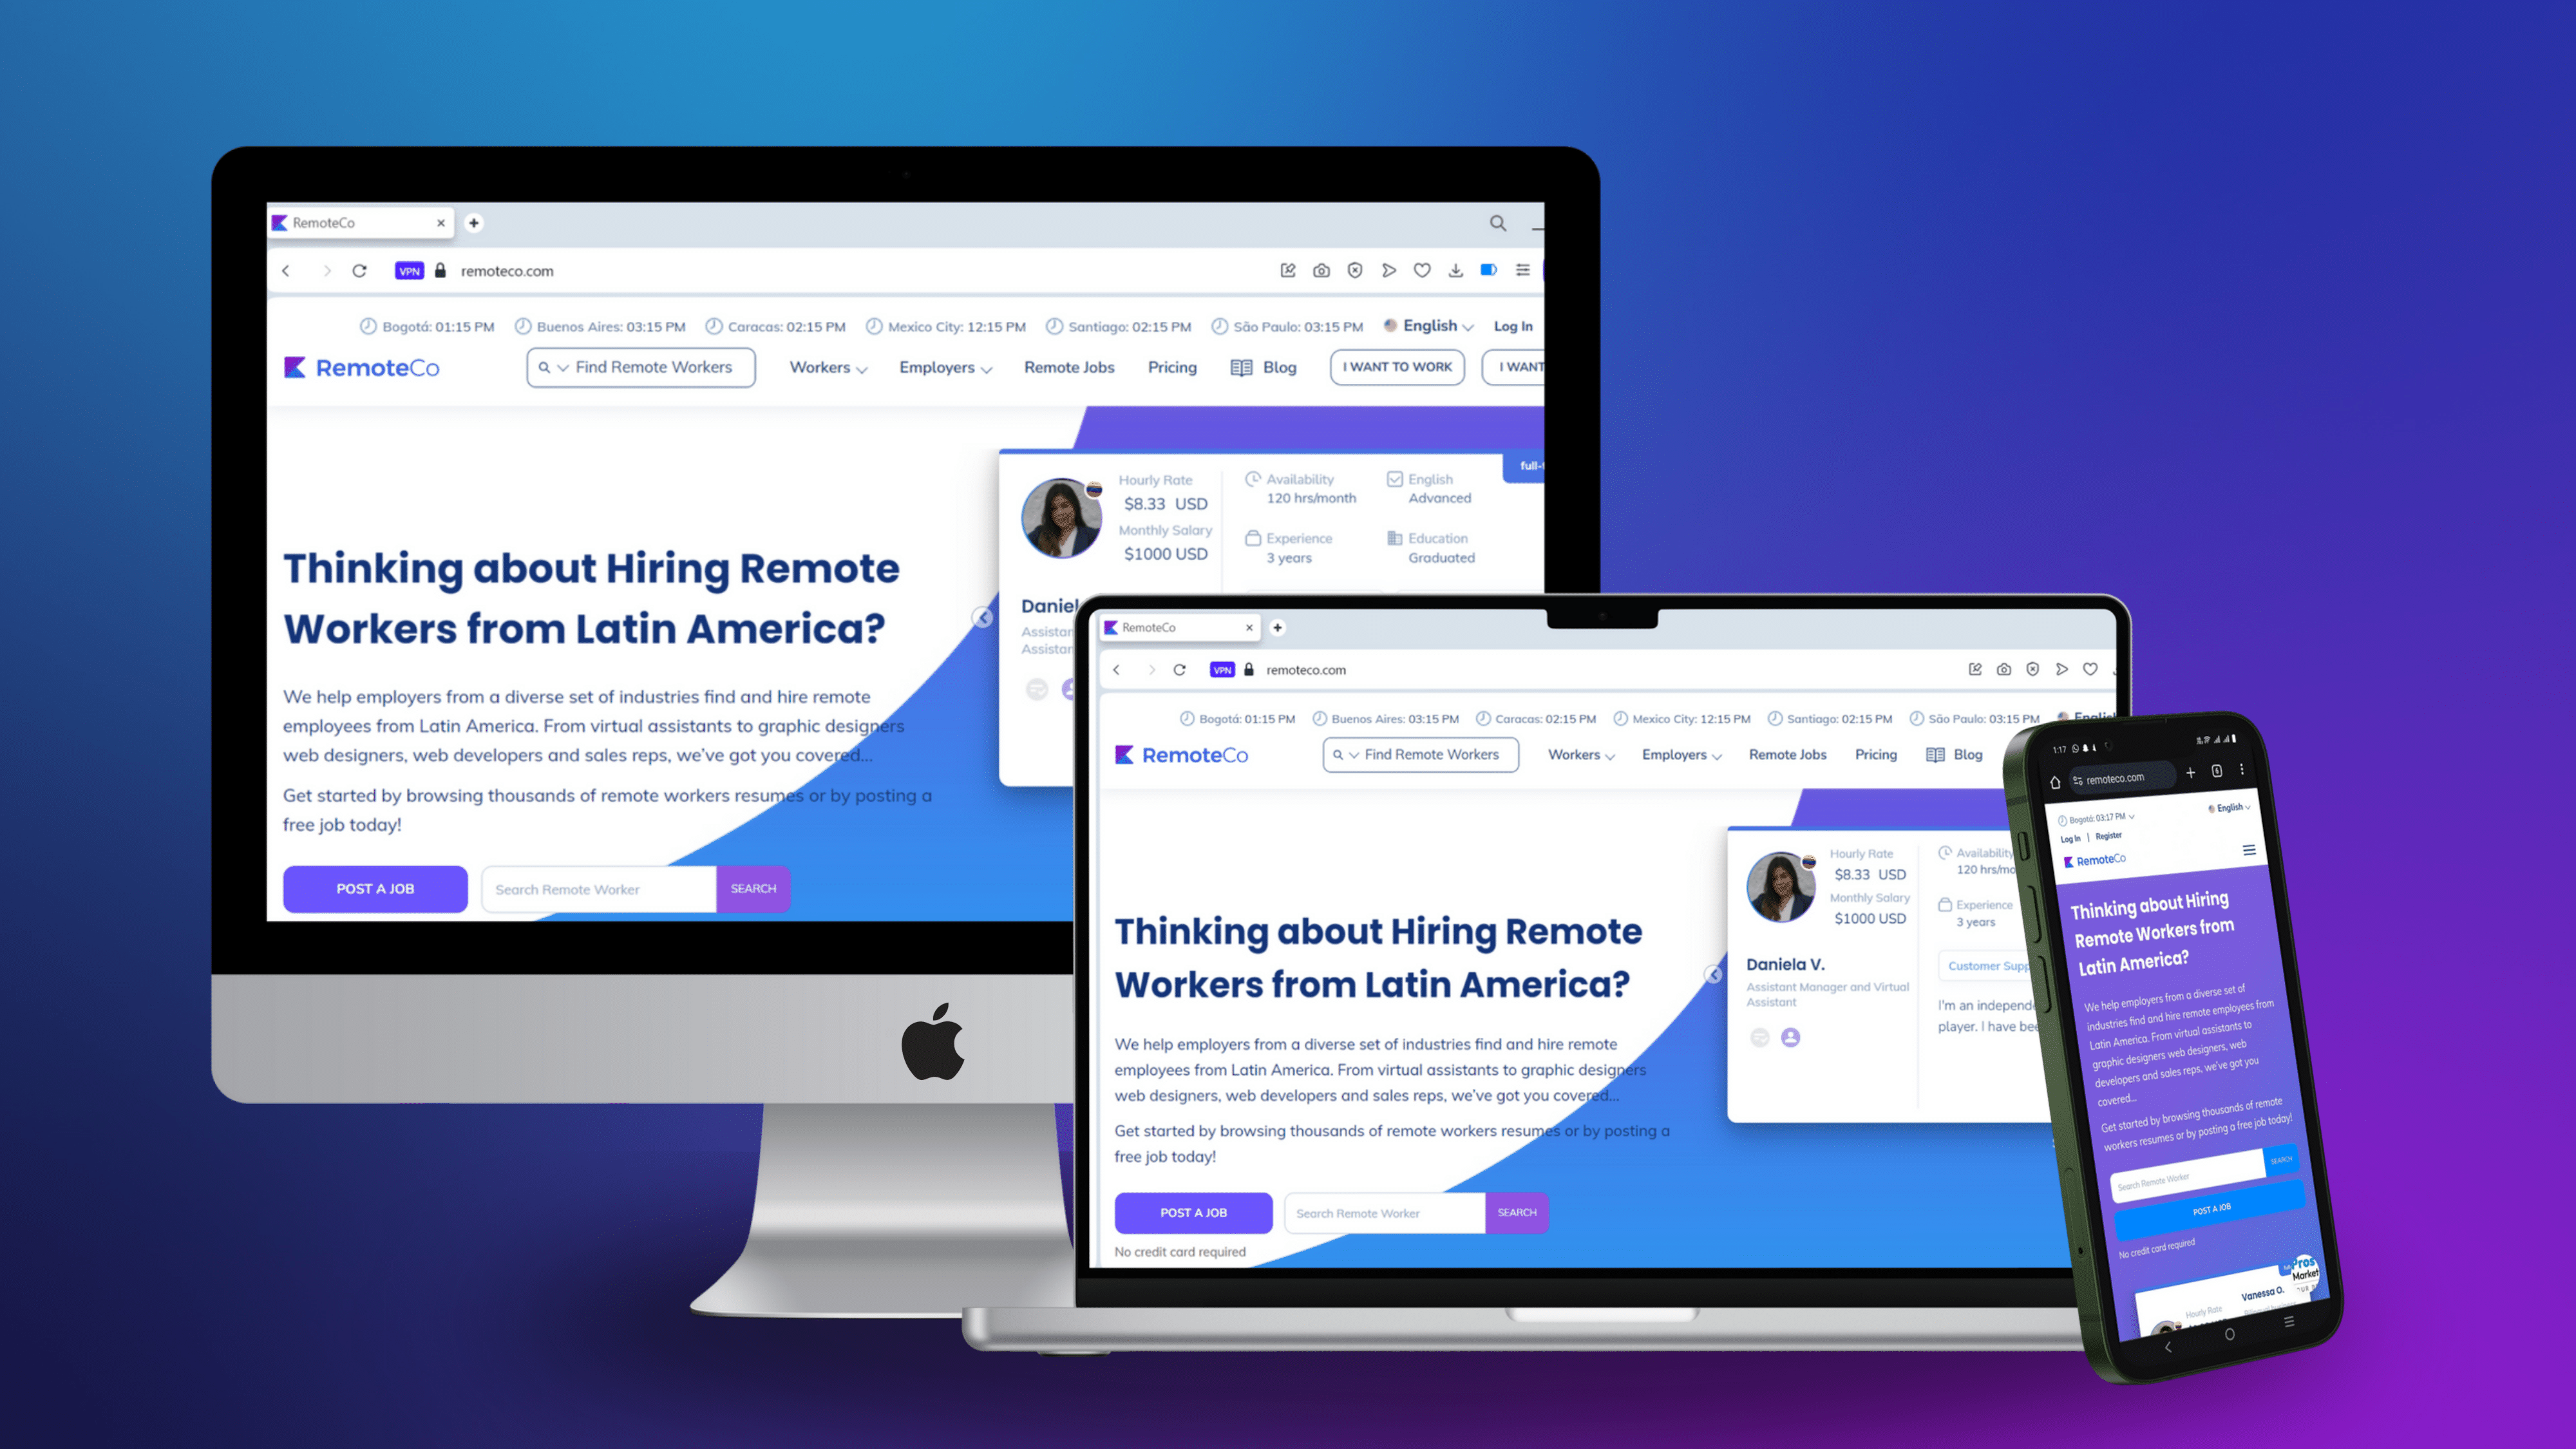 RemoteCo
VPN remoteco.com
Bogotá: 01:15 PM Buenos Aires: 03:15 PM Caracas: 02:15 PM Mexico City: 12:15 PM Santiago: 02:15 PM São Paulo: 03:15 PM English Log In
RemoteCo Find Remote Workers Workers Employers Remote Jobs Pricing Blog I WANT TO WORK I WANT
full-
Hourly Rate
$8.33 USD
Monthly Salary
$1000 USD
Availability
120 hrs/month
English
Advanced
Experience
3 years
Education
Graduated
Daniel
Assistan
Assistan
Thinking about Hiring Remote
Workers from Latin America?
We help employers from a diverse set of industries find and hire remote
employees from Latin America. From virtual assistants to graphic designers
web designers, web developers and sales reps, we've got you covered...
Get started by browsing thousands of remote workers resumes or by posting a
free job today!
POST A JOB Search Remote Worker SEARCH
RemoteCo
VPN remoteco.com
Bogotá: 01:15 PM Buenos Aires: 03:15 PM Caracas: 02:15 PM Mexico City: 12:15 PM Santiago: 02:15 PM São Paulo: 03:15 PM English
RemoteCo Find Remote Workers Workers Employers Remote Jobs Pricing Blog
Hourly Rate
$8.33 USD
Monthly Salary
$1000 USD
Availability
120 hrs/mo
Experience
3 years
Daniela V.
Assistant Manager and Virtual
Assistant
Customer Supp
I'm an independe
player. I have bee
Thinking about Hiring Remote
Workers from Latin America?
We help employers from a diverse set of industries find and hire remote
employees from Latin America. From virtual assistants to graphic designers
web designers, web developers and sales reps, we've got you covered...
Get started by browsing thousands of remote workers resumes or by posting a
free job today!
POST A JOB Search Remote Worker SEARCH
No credit card required
1:17
remoteco.com
Bogotá: 03:17 PM English
Log In | Register
RemoteCo
Thinking about Hiring
Remote Workers from
Latin America?
We help employers from a diverse set of
industries find and hire remote employees from
Latin America. From virtual assistants to
graphic designers web designers, web
developers and sales reps, we've got you
covered...
Get started by browsing thousands of remote
workers resumes or by posting a free job today!
Search Remote Worker SEARCH
POST A JOB
No credit card required
Pros
Market
Vanessa O.
Hourly Rate